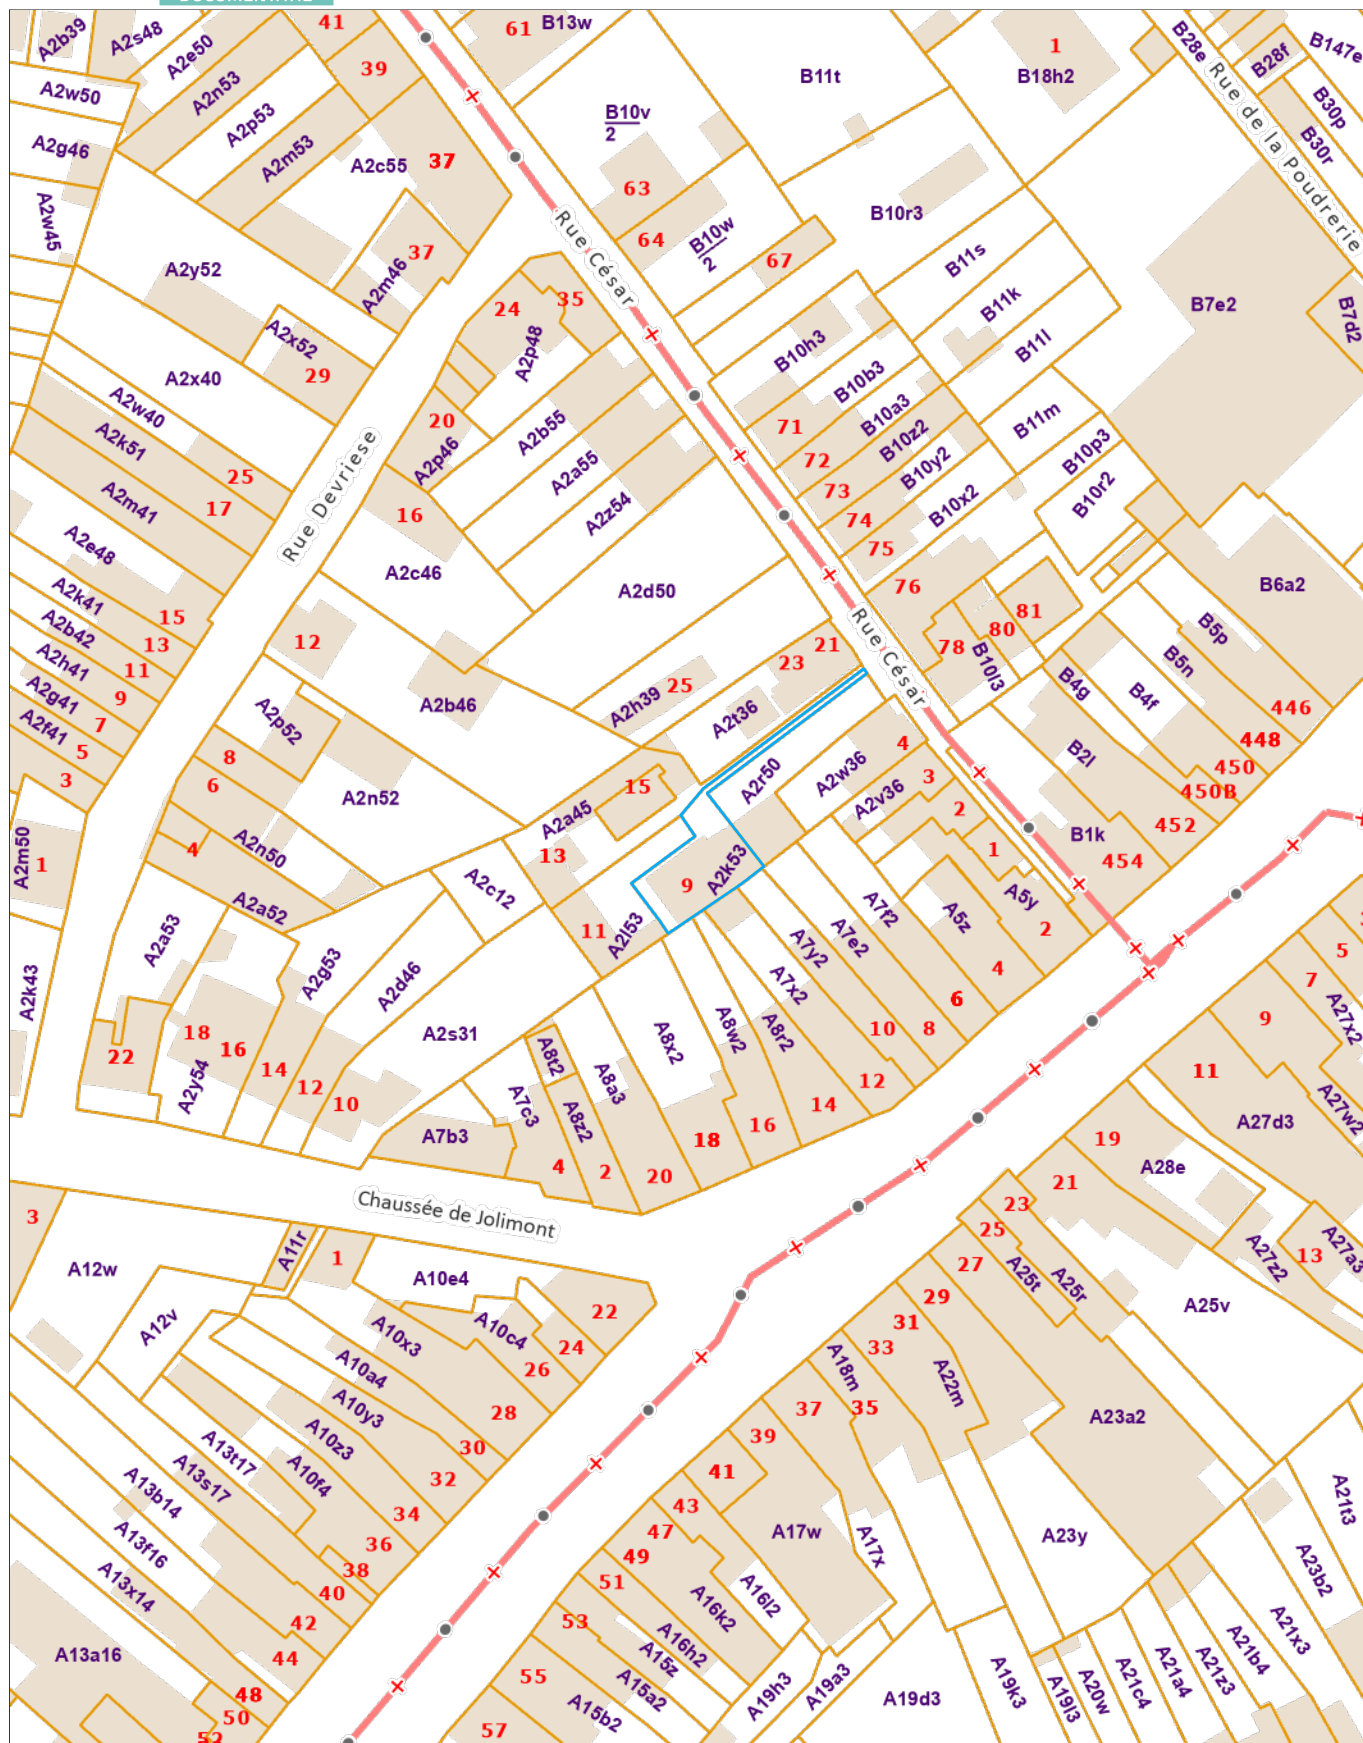 41
61
B13w
A2b39
A2s48
A2e50
39
B11t
1
B18h2
B28e
B28f
B147e
A2w50
A2n53
A2p53
A2m53
A2c55
37
B10v
2
B30p
B30r
Rue de la Poudrerie
A2g46
A2w45
63
64
B10w
2
B10r3
67
A2y52
37
A2m46
Rue César
B11s
B11k
B11l
B7e2
B7d2
24
35
A2p48
A2x52
29
A2x40
B10h3
B10b3
B10a3
B10z2
B10y2
B10x2
71
72
73
74
75
76
B11m
B10p3
B10r2
A2w40
A2k51
25
17
A2m41
20
A2p46
A2b55
A2a55
A2z54
Rue Devriese
16
A2c46
A2d50
A2e48
A2k41
15
A2b42
13
A2h41
11
A2g41
9
A2f41
7
5
3
12
A2b46
A2h39
25
23
21
A2t36
Rue César
78
80
81
B10l3
B6a2
B5p
B5n
B4f
B4g
446
448
450
450B
452
454
B2l
B1k
A2p52
8
6
A2n52
A2n50
4
A2a52
A2m50
1
A2a45
15
13
A2r50
A2w36
A2v36
4
3
2
1
A2k53
9
A2c12
A2l53
11
A5y
2
A5z
4
A7f2
6
A7e2
8
A7y2
10
A7x2
12
A8r2
14
A8w2
16
A8x2
18
20
A2a53
A2k43
A2g53
A2d46
A2s31
22
18
16
14
12
10
A2y54
A8t2
A8a3
A7c3
A8z2
A7b3
4
2
5
7
9
11
A27x2
A27w2
A27d3
19
21
A28e
23
25
27
29
31
33
A25t
A25r
A27z2
A27a3
13
A25v
Chaussée de Jolimont
3
A12w
A11r
1
A10e4
A12v
22
24
26
28
30
32
34
36
38
40
42
44
48
50
52
A10c4
A10x3
A10a4
A10y3
A10z3
A10f4
A13t17
A13s17
A13b14
A13f16
A13x14
A13a16
A18m
35
37
39
41
43
47
49
51
53
55
57
A22m
A23a2
A17w
A17x
A23y
A21t3
A23b2
A16l2
A16k2
A16h2
A15z
A15a2
A15b2
A19h3
A19a3
A19d3
A19k3
A19l3
A20w
A21c4
A21a4
A21z3
A21b4
A21x3